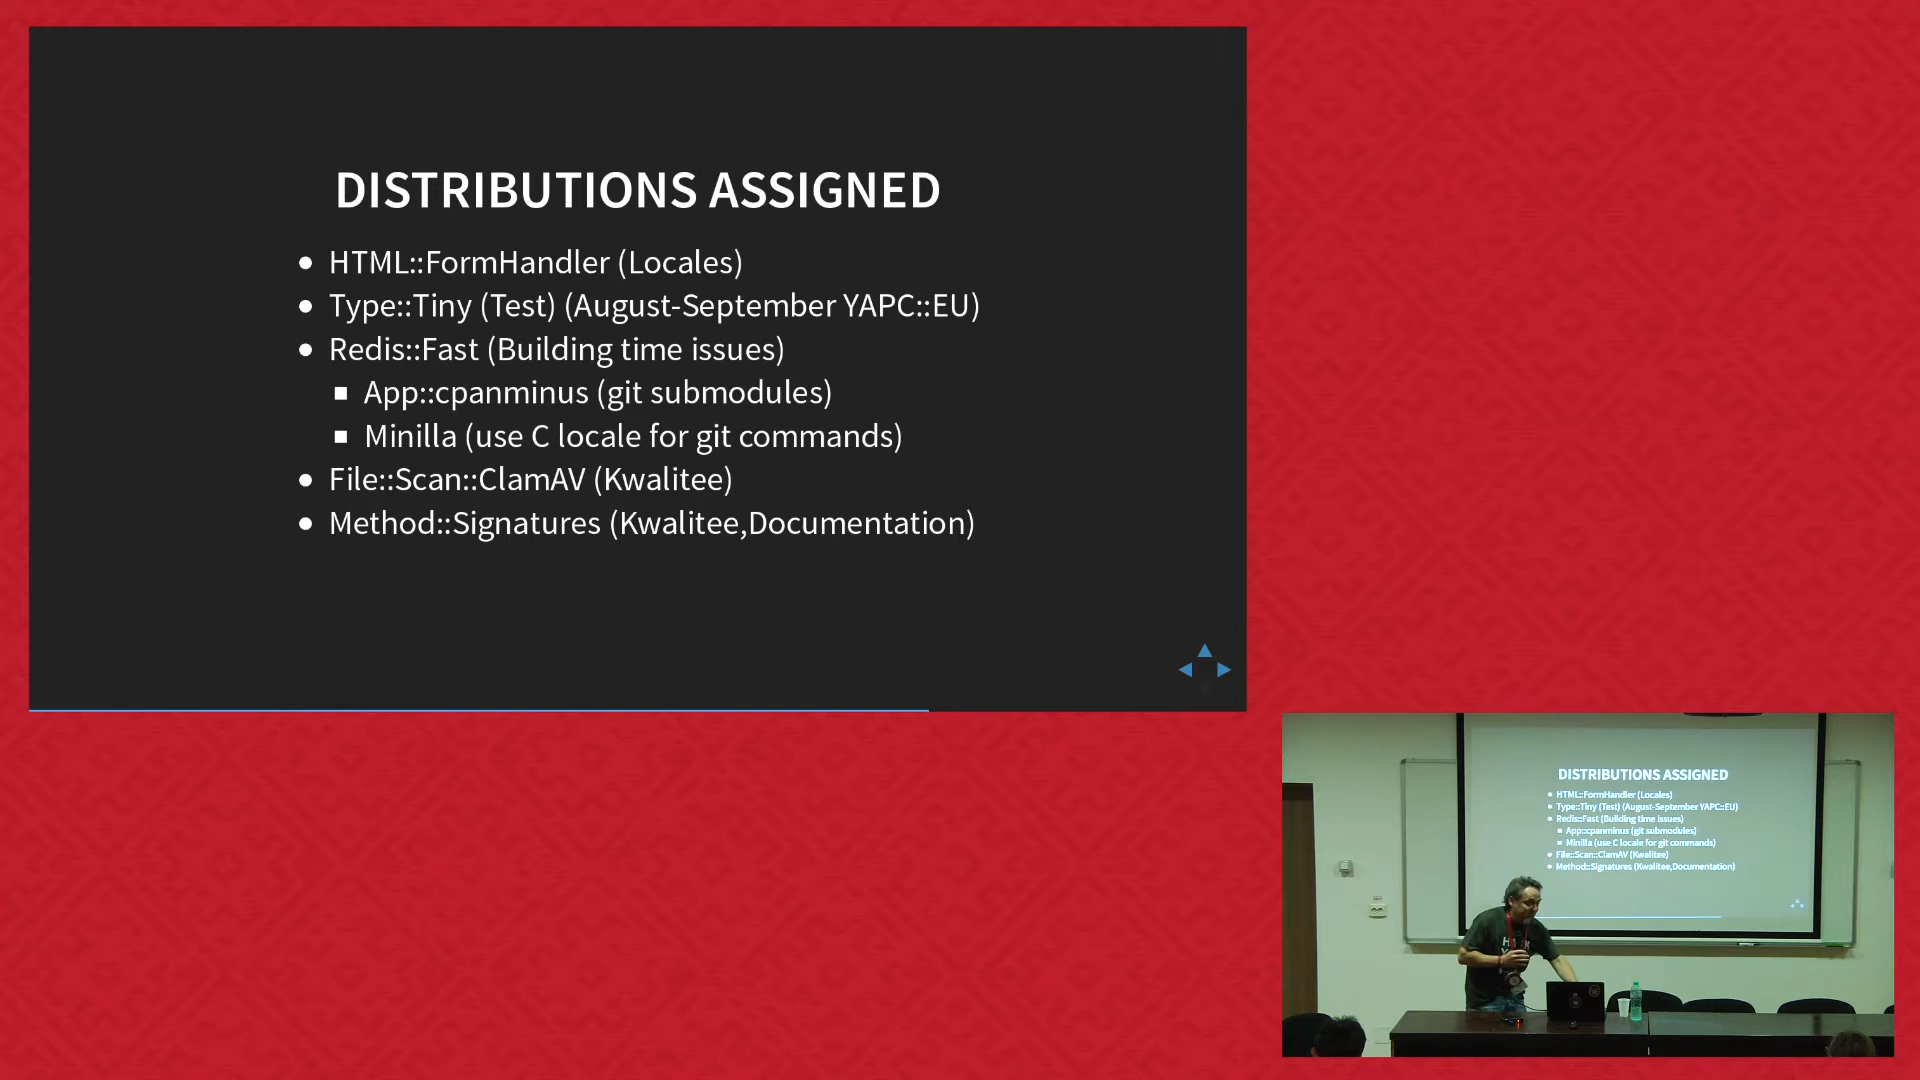 DISTRIBUTIONS ASSIGNED
HTML::FormHandler (Locales)
Type::Tiny (Test) (August-September YAPC::EU)
Redis::Fast (Building time issues)
App::cpanminus (git submodules)
Minilla (use C locale for git commands)
File::Scan::ClamAV (Kwalitee)
Method::Signatures (Kwalitee,Documentation)
DISTRIBUTIONS ASSIGNED
HTML::FormHandler (Locales)
Type::Tiny (Test) (August-September YAPC::EU)
Redis::Fast (Building time issues)
App::cpanminus (git submodules)
Minilla (use C locale for git commands)
File::Scan::ClamAV (Kwalitee)
Method::Signatures (Kwalitee,Documentation)